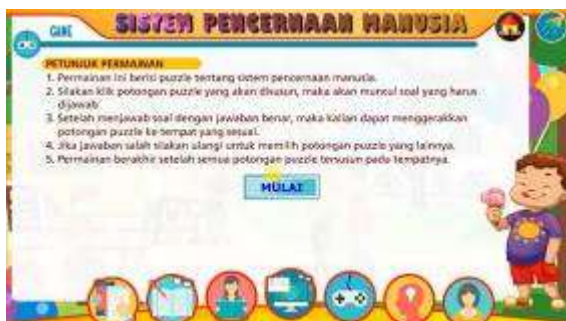 GAME
SISTEM PENCERNAAN MANUSIA
PETUNJUK PERMAINAN
1. Permainan ini berisi puzzle tentang sistem pencernaan manusia.
2. Silakan klik potongan puzzle yang akan disusun, maka akan muncul soal yang harus
dijawab
3. Setelah menjawab soal dengan jawaban benar, maka kalian dapat menggerakkan
potongan puzzle ke tempat yang sesuai.
4. Jika jawaban salah silakan ulangi untuk memilih potongan puzzle yang lainnya.
5. Permainan berakhir setelah semua potongan puzzle tersusun pada tempatnya.
MULAI